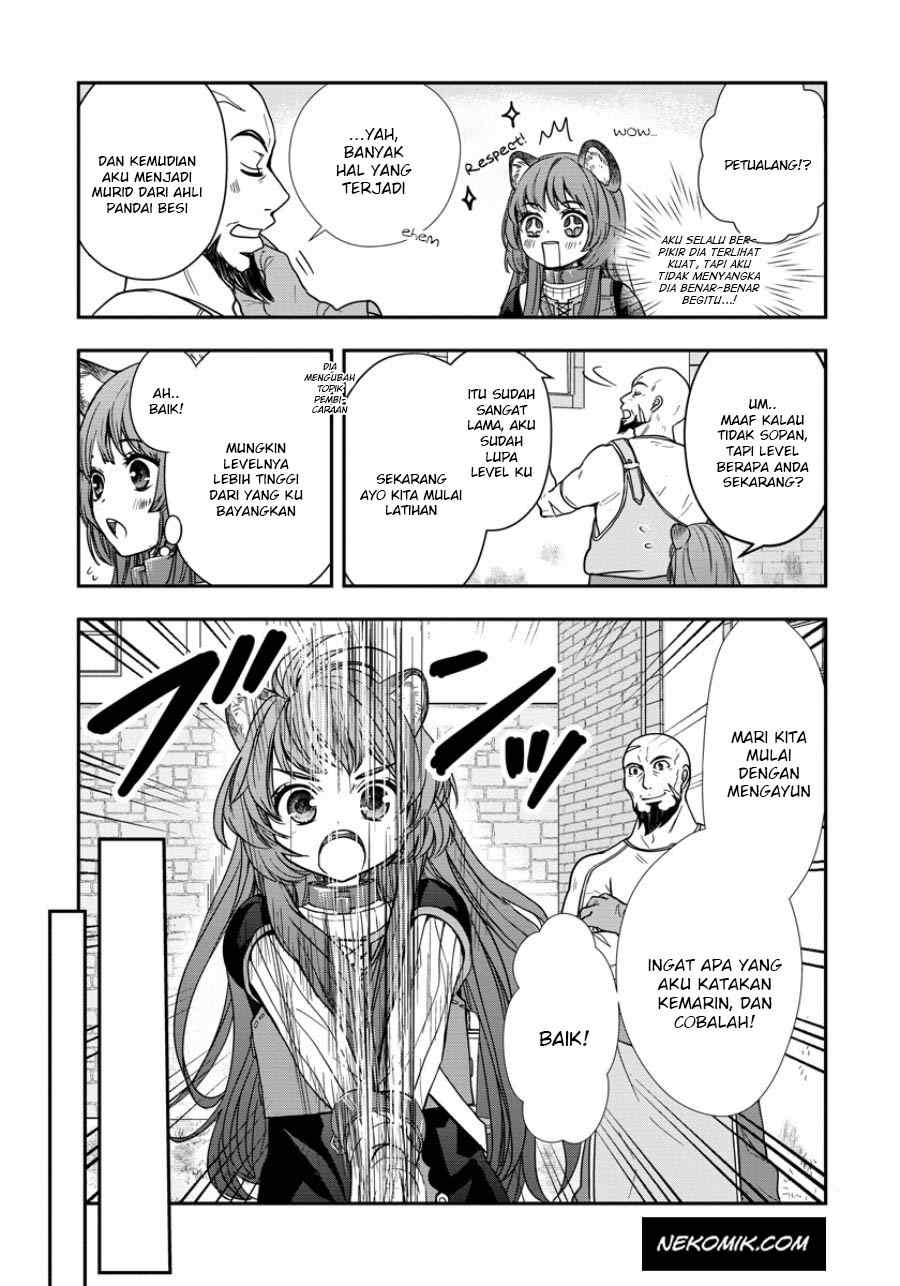 PETUALANG!?
AKU SELALU BER-
PIKIR DIA TERLIHAT
KUAT, TAPI AKU
TIDAK MENYANGKA
DIA BENAR-BENAR
BEGITU...!
WOW...
Respect!
...YAH,
BANYAK
HAL YANG
TERJADI
ehem
DAN KEMUDIAN
AKU MENJADI
MURID DARI AHLI
PANDAI BESI
UM..
MAAF KALAU
TIDAK SOPAN,
TAPI LEVEL
BERAPA ANDA
SEKARANG?
ITU SUDAH
SANGAT
LAMA, AKU
SUDAH
LUPA
LEVEL KU
SEKARANG
AYO KITA MULAI
LATIHAN
DIA
MENGUBAH
TOPIK
PEMBI-
CARAAN
MUNGKIN
LEVELNYA
LEBIH TINGGI
DARI YANG KU
BAYANGKAN
AH..
BAIK!
MARI KITA
MULAI
DENGAN
MENGAYUN
INGAT APA YANG
AKU KATAKAN
KEMARIN, DAN
COBALAH!
BAIK!
ブンッ
NEKOMIK.COM